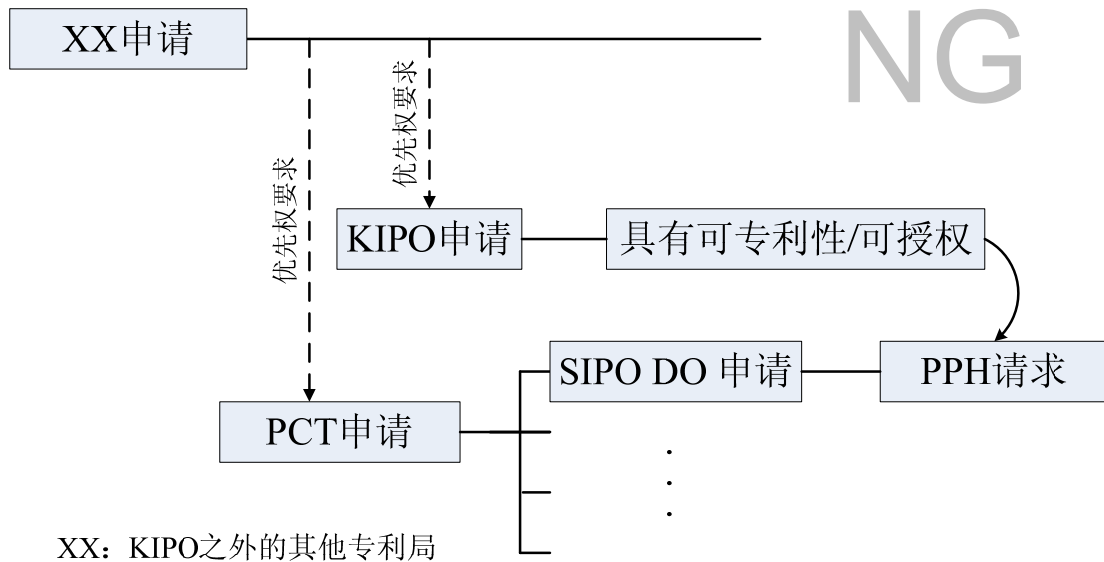 XX申请
NG
优先权要求
优先权要求
KIPO申请
具有可专利性/可授权
SIPO DO 申请
PPH请求
PCT申请
XX：KIPO之外的其他专利局